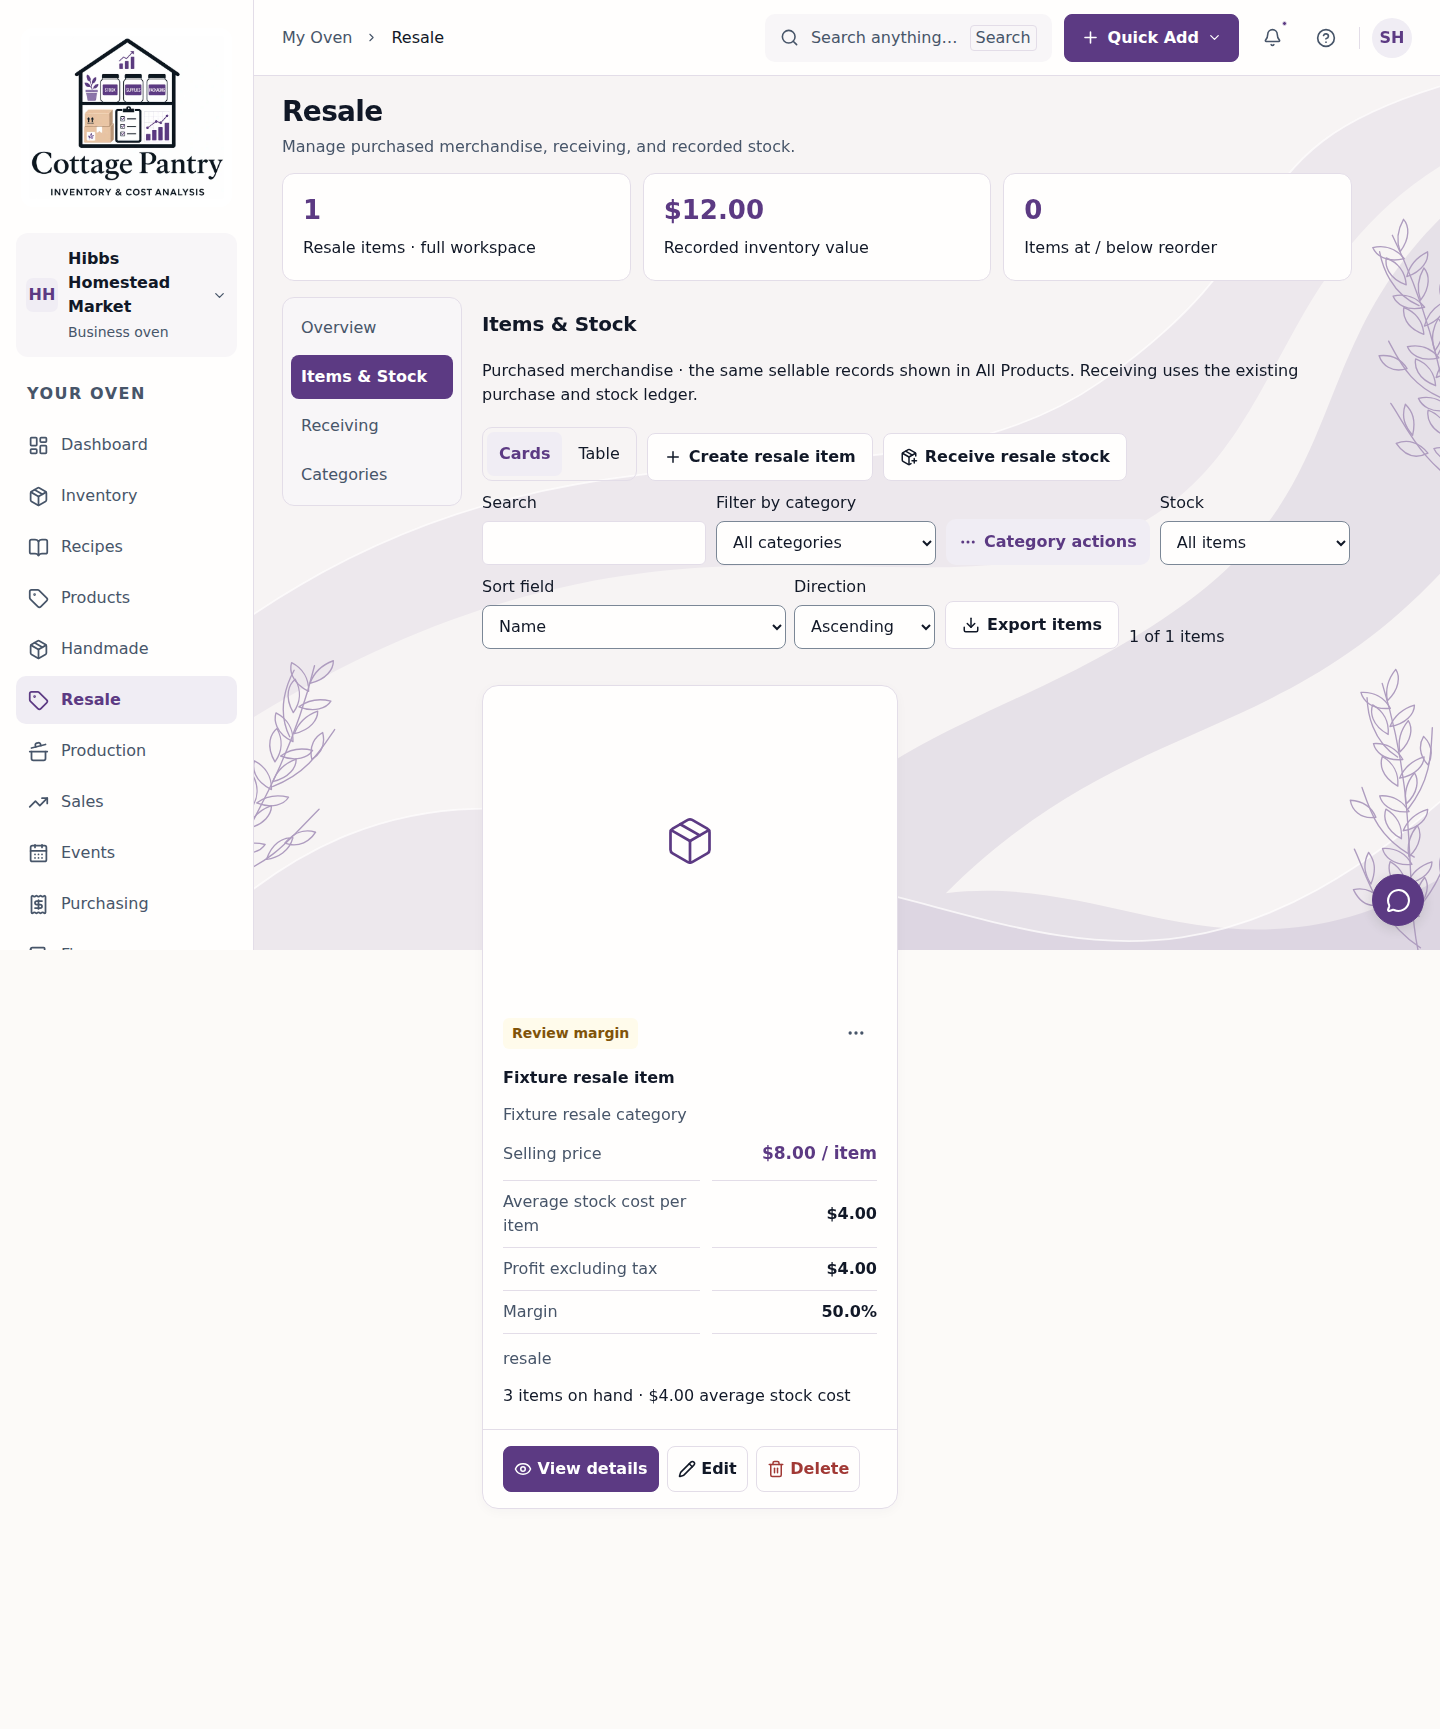 My Oven
Resale
Search anything...
Search
Quick Add
SH
Cottage Pantry
INVENTORY & COST ANALYSIS
HH
Hibbs
Homestead
Market
Business oven
YOUR OVEN
Dashboard
Inventory
Recipes
Products
Handmade
Resale
Production
Sales
Events
Purchasing
Resale
Manage purchased merchandise, receiving, and recorded stock.
1
Resale items · full workspace
$12.00
Recorded inventory value
0
Items at / below reorder
Overview
Items & Stock
Receiving
Categories
Items & Stock
Purchased merchandise · the same sellable records shown in All Products. Receiving uses the existing
purchase and stock ledger.
Cards
Table
Create resale item
Receive resale stock
Search
Filter by category
All categories
Category actions
Stock
All items
Sort field
Name
Direction
Ascending
Export items
1 of 1 items
Review margin
Fixture resale item
Fixture resale category
Selling price
$8.00 / item
Average stock cost per
item
$4.00
Profit excluding tax
$4.00
Margin
50.0%
resale
3 items on hand · $4.00 average stock cost
View details
Edit
Delete